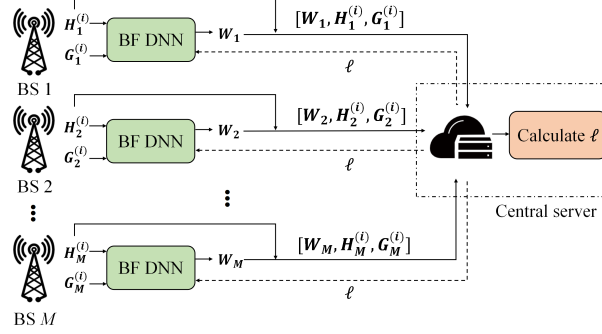 H_1^{(i)} G_1^{(i)} BF DNN W_1 [W_1, H_1^{(i)}, G_1^{(i)}]
BS 1
ℓ
H_2^{(i)} G_2^{(i)} BF DNN W_2 [W_2, H_2^{(i)}, G_2^{(i)}]
Calculate ℓ
BS 2
ℓ
Central server
H_M^{(i)} G_M^{(i)} BF DNN W_M [W_M, H_M^{(i)}, G_M^{(i)}]
ℓ
BS M